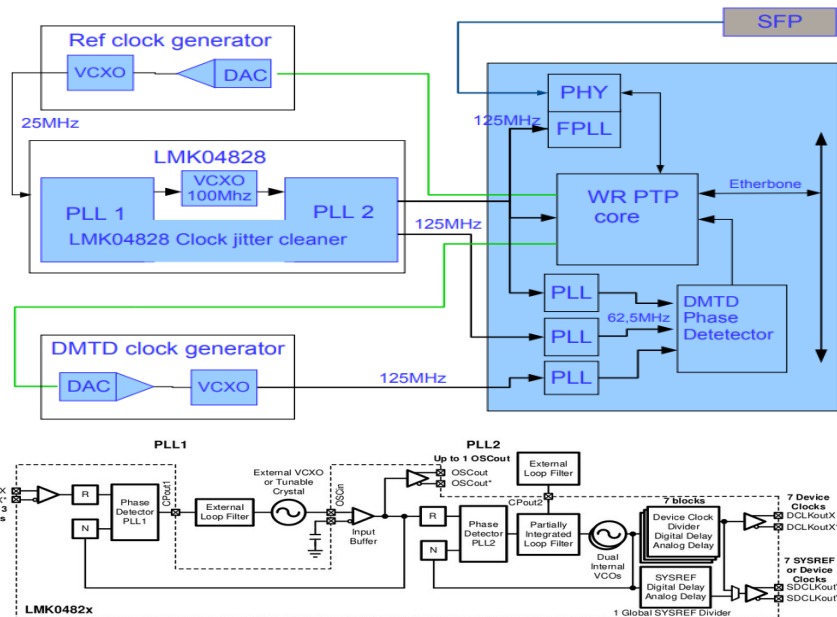 SFP
Ref clock generator
VCXO
DAC
25MHz
LMK04828
PLL 1
VCXO
100Mhz
PLL 2
LMK04828 Clock jitter cleaner
125MHz
125MHz
PHY
FPLL
WR PTP
core
Etherbone
PLL
62,5MHz
PLL
PLL
DMTD
Phase
Detetector
DMTD clock generator
DAC
VCXO
125MHz
PLL1
PLL2
Up to 1 OSCout
OSCout
OSCout*
External VCXO
or Tunable
Crystal
External
Loop Filter
7 blocks
7 Device
Clocks
X
X*
3
s
R
N
Phase
Detector
PLL1
CPout1
External
Loop Filter
OSCin
Input
Buffer
R
N
Phase
Detector
PLL2
CPout2
Partially
Integrated
Loop Filter
Dual
Internal
VCOs
Device Clock
Divider
Digital Delay
Analog Delay
DCLKoutX
DCLKoutX*
SYSREF
Digital Delay
Analog Delay
1 Global SYSREF Divider
7 SYSREF
or Device
Clocks
SDCLKout
SDCLKout
LMK0482x